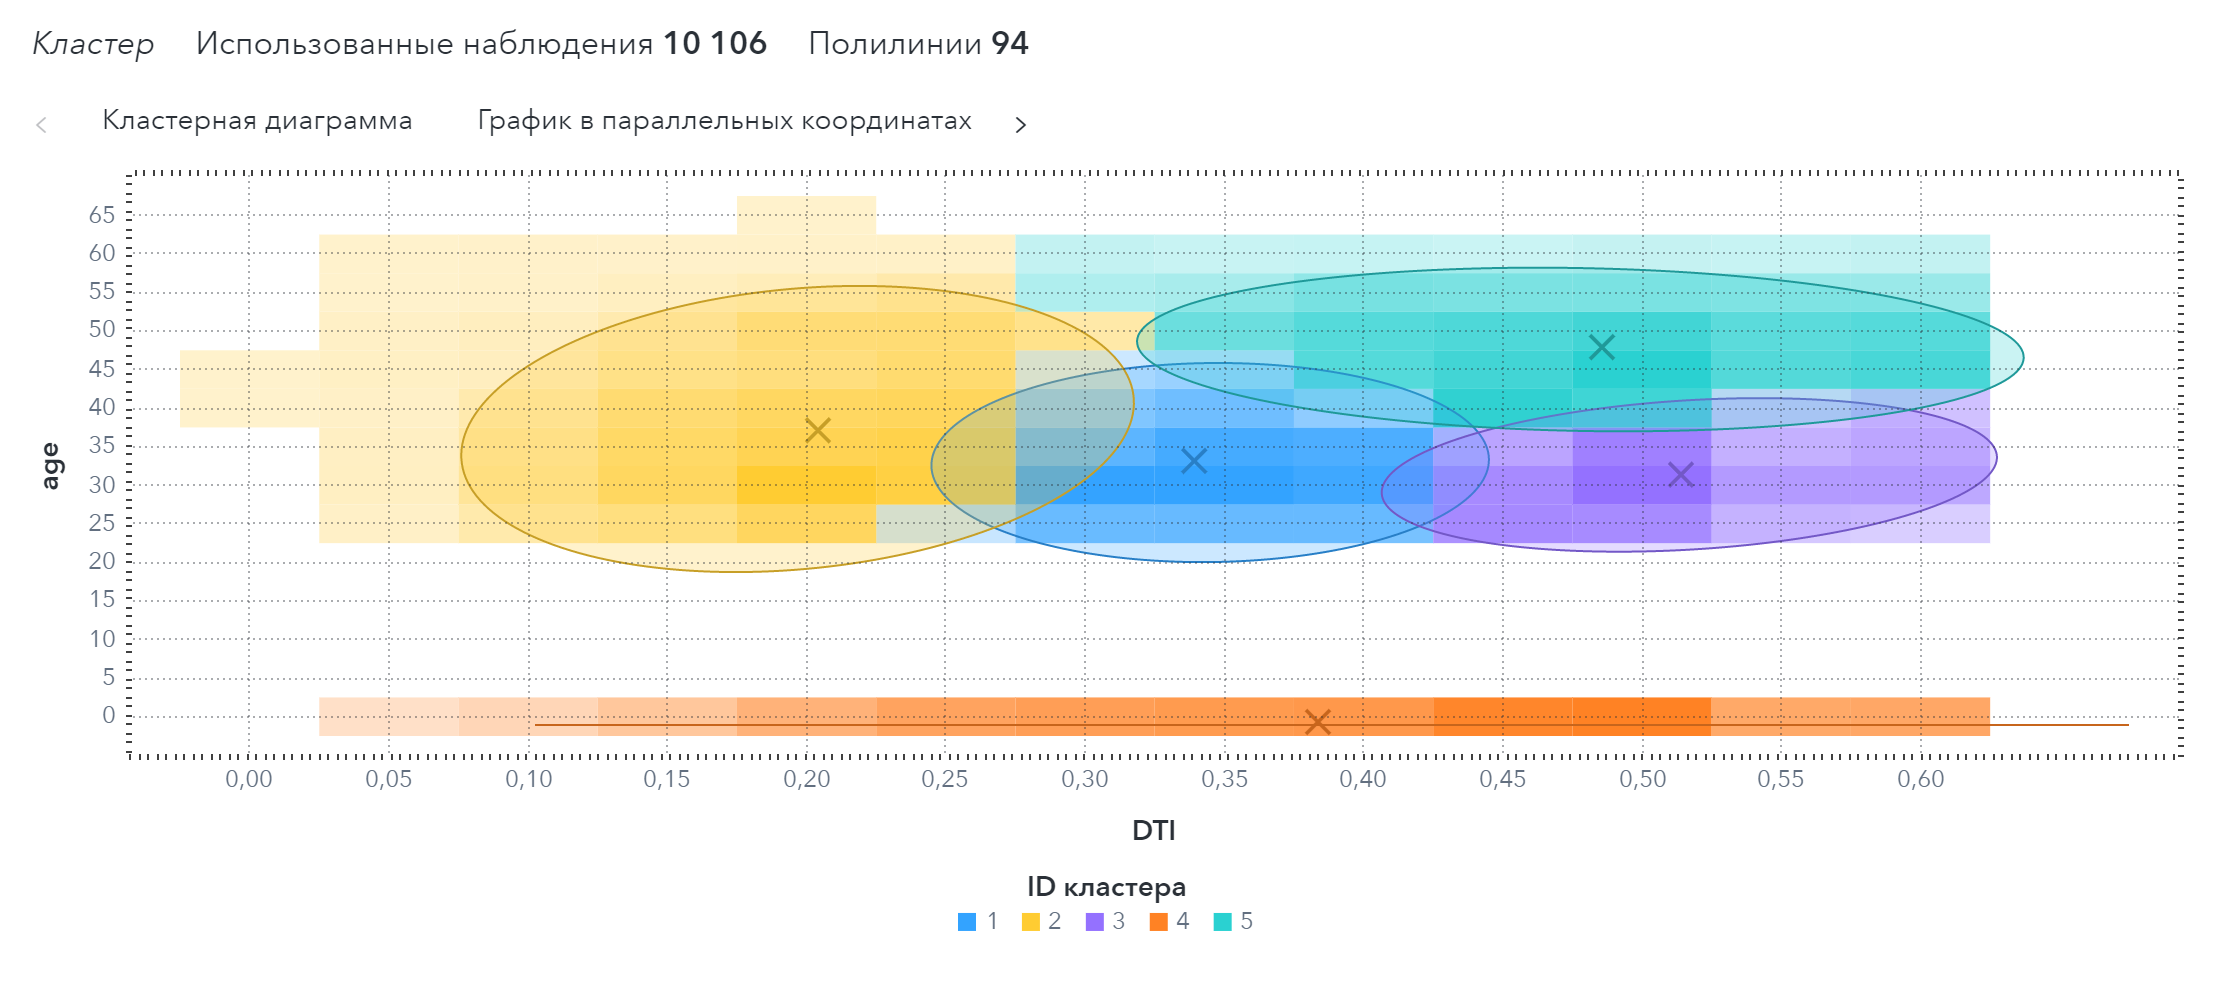 Кластер Использованные наблюдения 10 106 Полилинии 94
Кластерная диаграмма График в параллельных координатах
65
60
55
50
45
40
35
30
25
20
15
10
5
0
age
0,00 0,05 0,10 0,15 0,20 0,25 0,30 0,35 0,40 0,45 0,50 0,55 0,60
DTI
ID кластера
1 2 3 4 5